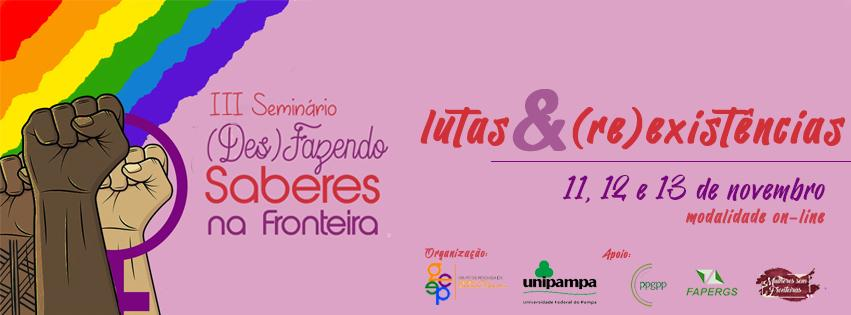 III Seminário
(Des)Fazendo
Saberes
na Fronteira
lutas & (re)existências
11, 12 e 13 de novembro
modalidade on-line
Organização:
geep
unipampa
Universidade Federal do Pampa
Apoio:
PPGPP
FAPERGS
Mulheres sem
Fronteiras